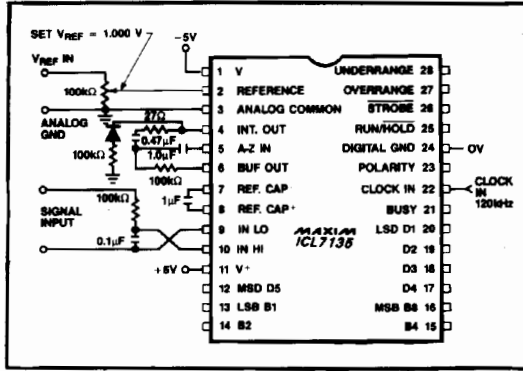 SET VREF = 1.000 V
VREF IN
-5V
100kΩ
ANALOG
GND
27Ω
0.47µF
1.0µF
100kΩ
100kΩ
100kΩ
1µF
SIGNAL
INPUT
0.1µF
+5V
1 V
2 REFERENCE
3 ANALOG COMMON
4 INT. OUT
5 A-Z IN
6 BUF OUT
7 REF. CAP-
8 REF. CAP+
9 IN LO
10 IN HI
11 V+
12 MSD D5
13 LSB B1
14 B2
MAXIM
ICL7135
UNDERRANGE 28
OVERRANGE 27
STROBE 26
RUN/HOLD 25
DIGITAL GND 24
POLARITY 23
CLOCK IN 22
BUSY 21
LSD D1 20
D2 19
D3 18
D4 17
MSB B8 16
B4 15
0V
CLOCK
IN
120kHz